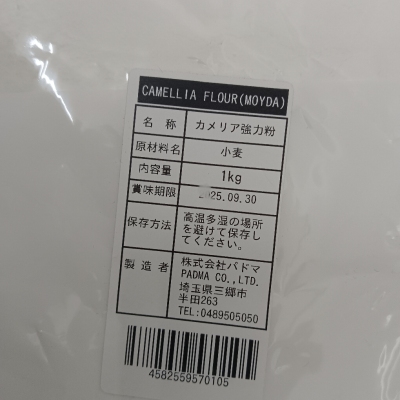 CAMELLIA FLOUR(MOYDA)
名 称 カメリア強力粉
原材料名 小麦
内容量 1kg
賞味期限 2025.09.30
保存方法 高温多湿の場所
を避けて保存し
てください。
製 造 者 株式会社パドマ
PADMA CO.,LTD.
埼玉県三郷市
半田263
TEL:0489505050
4582559570105